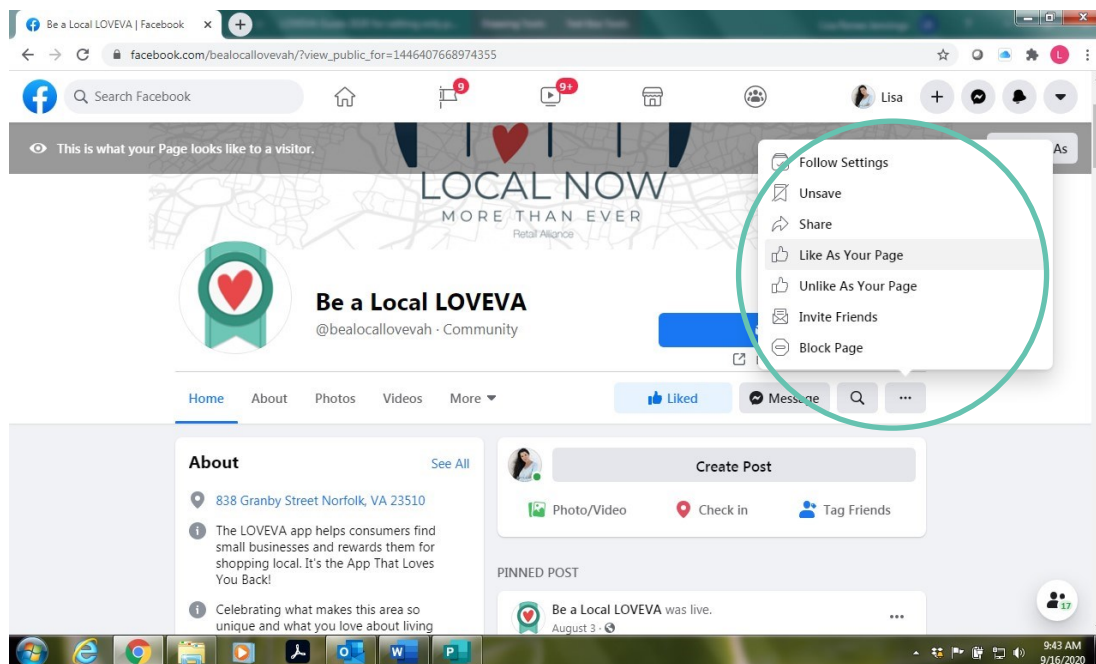 Be a Local LOVEVA | Facebook
facebook.com/bealocallovevah/?view_public_for=1446407668974355
L
Search Facebook
9
9+
Lisa
This is what your Page looks like to a visitor.
As
LOCAL NOW
MORE THAN EVER
Retail Alliance
Follow Settings
Unsave
Share
Like As Your Page
Unlike As Your Page
Invite Friends
Block Page
Be a Local LOVEVA
@bealocallovevah · Community
Home About Photos Videos More
Liked Message
About See All
838 Granby Street Norfolk, VA 23510
The LOVEVA app helps consumers find
small businesses and rewards them for
shopping local. It's the App That Loves
You Back!
Celebrating what makes this area so
unique and what you love about living
Create Post
Photo/Video Check in Tag Friends
PINNED POST
Be a Local LOVEVA was live.
August 3 ·
17
9:43 AM
9/16/2020